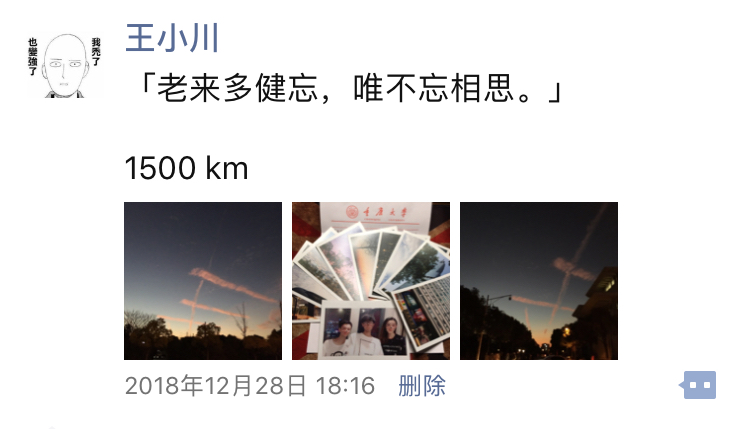 我禿了
也變強了
王小川
「老来多健忘，唯不忘相思。」
1500 km
重庆大学
2018年12月28日 18:16 删除